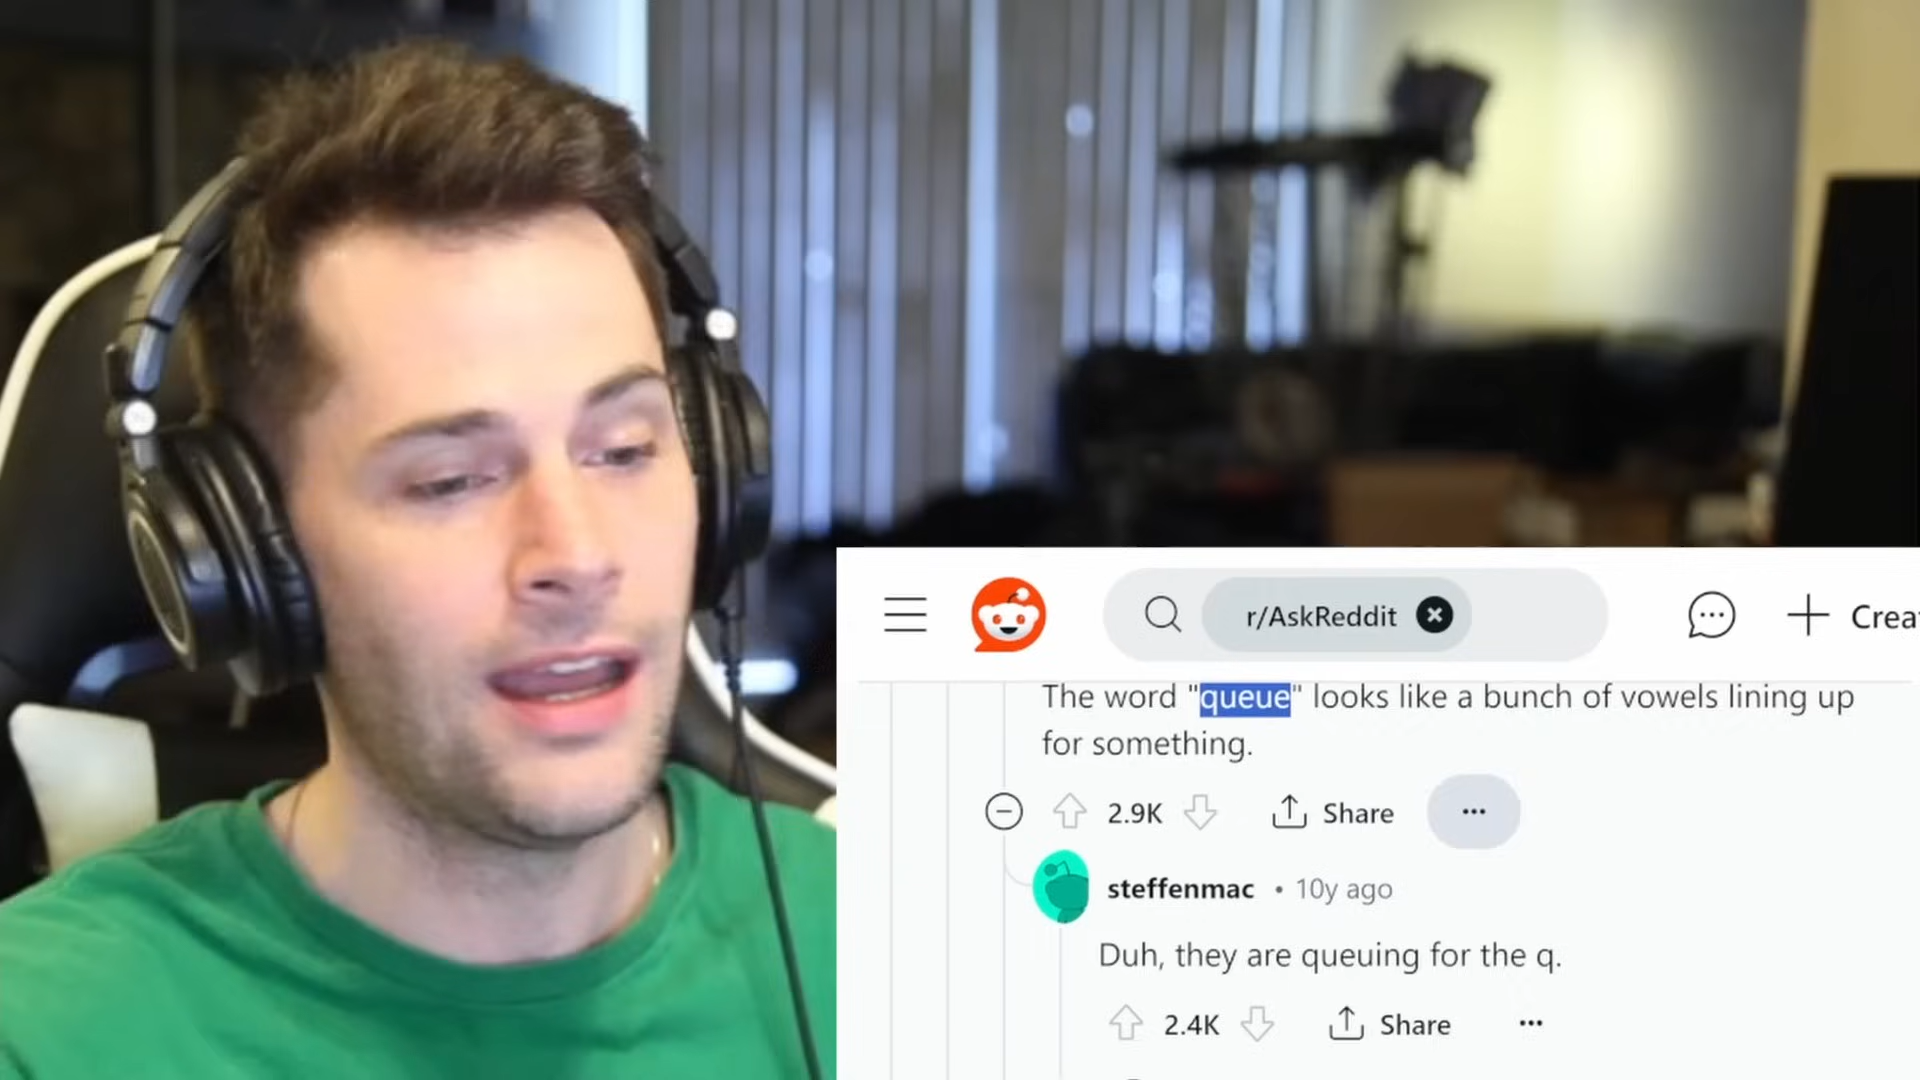 r/AskReddit
Crea
The word "queue" looks like a bunch of vowels lining up
for something.
2.9K Share
steffenmac • 10y ago
Duh, they are queuing for the q.
2.4K Share